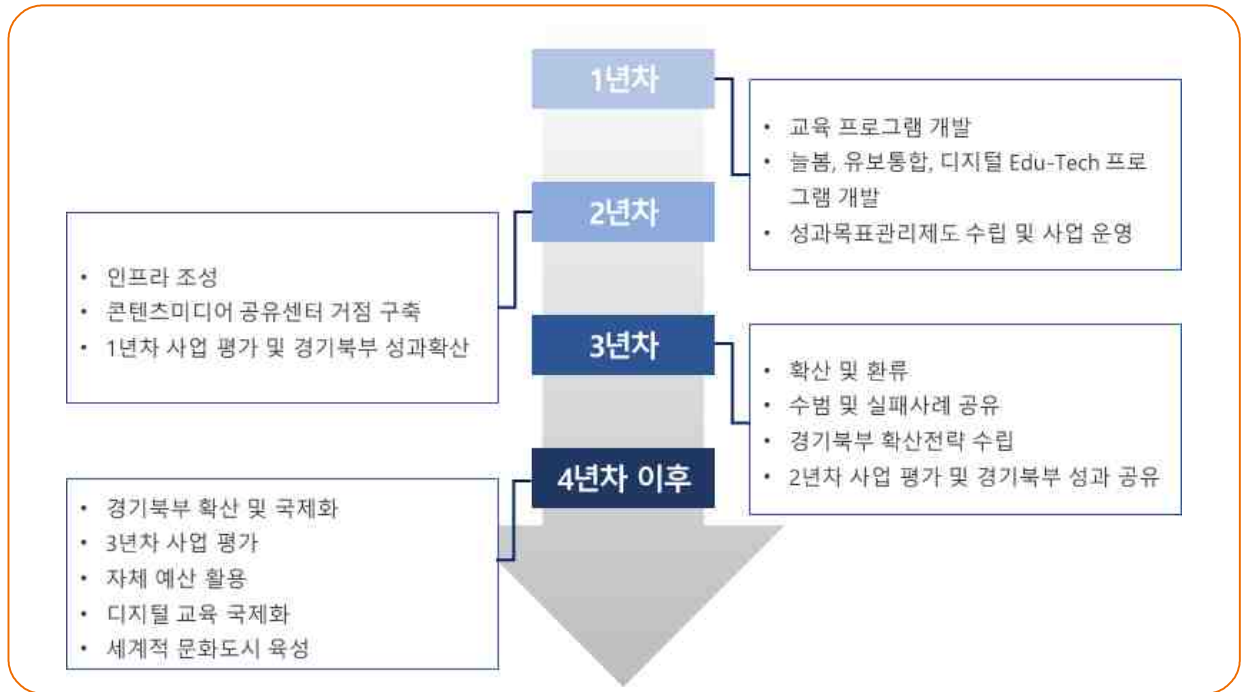 1년차
• 교육 프로그램 개발
• 늘봄, 유보통합, 디지털 Edu-Tech 프로
그램 개발
• 성과목표관리제도 수립 및 사업 운영
2년차
• 인프라 조성
• 콘텐츠미디어 공유센터 거점 구축
• 1년차 사업 평가 및 경기북부 성과확산
3년차
• 확산 및 환류
• 수범 및 실패사례 공유
• 경기북부 확산전략 수립
• 2년차 사업 평가 및 경기북부 성과 공유
4년차 이후
• 경기북부 확산 및 국제화
• 3년차 사업 평가
• 자체 예산 활용
• 디지털 교육 국제화
• 세계적 문화도시 육성